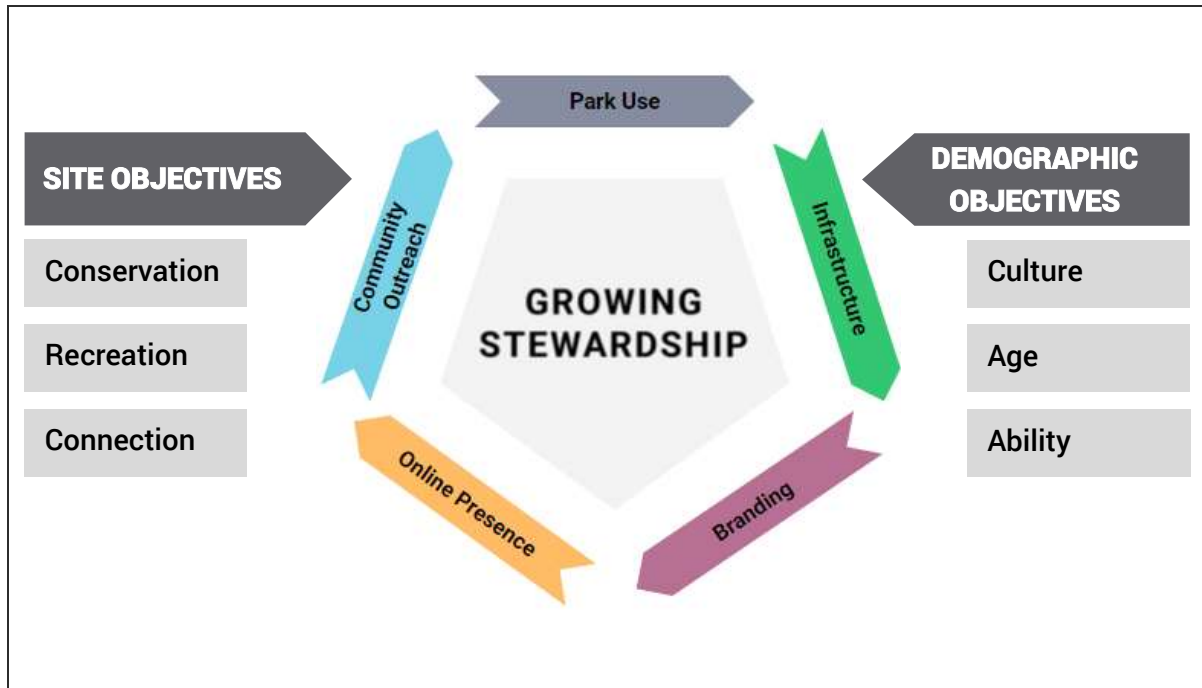 Park Use
SITE OBJECTIVES
Conservation
Recreation
Connection
Community
Outreach
GROWING
STEWARDSHIP
Infrastructure
Branding
Online Presence
DEMOGRAPHIC
OBJECTIVES
Culture
Age
Ability